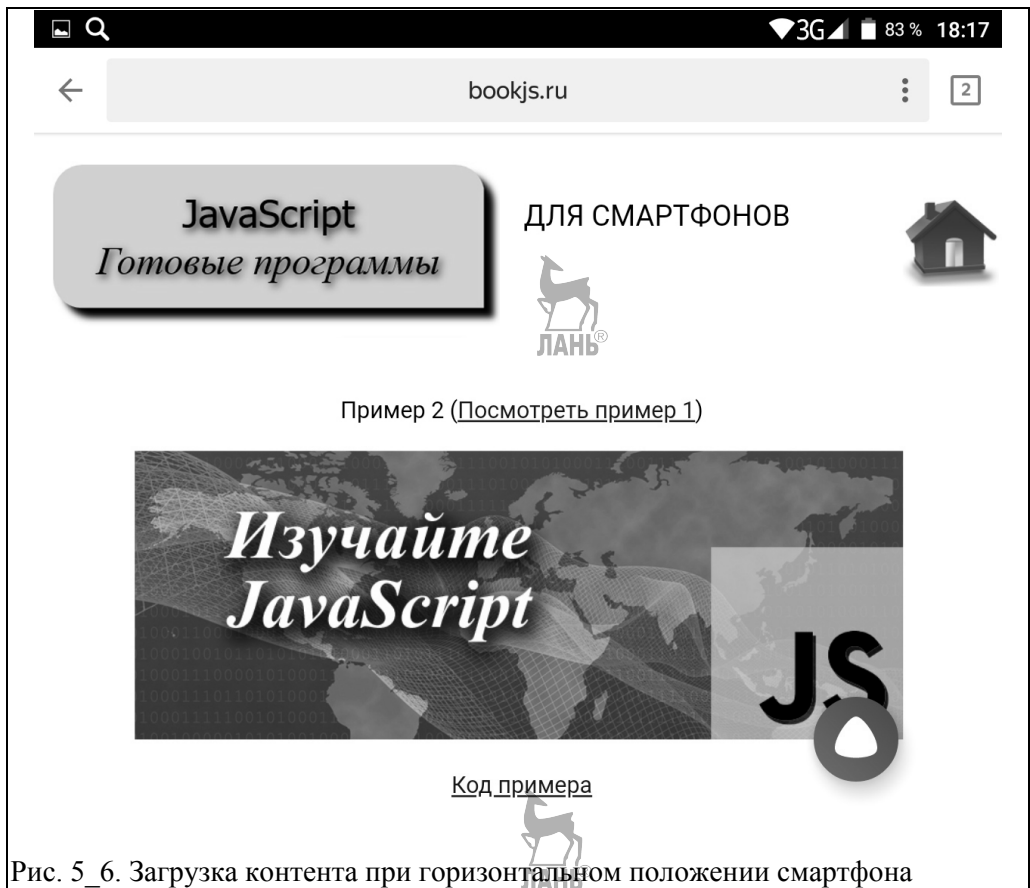 3G 83 % 18:17
bookjs.ru 2
JavaScript
Готовые программы
ДЛЯ СМАРТФОНОВ
ЛАНЬ®
Пример 2 (Посмотреть пример 1)
Изучайте
JavaScript
JS
Код примера
Рис. 5_6. Загрузка контента при горизонтальном положении смартфона
ЛАНЬ®